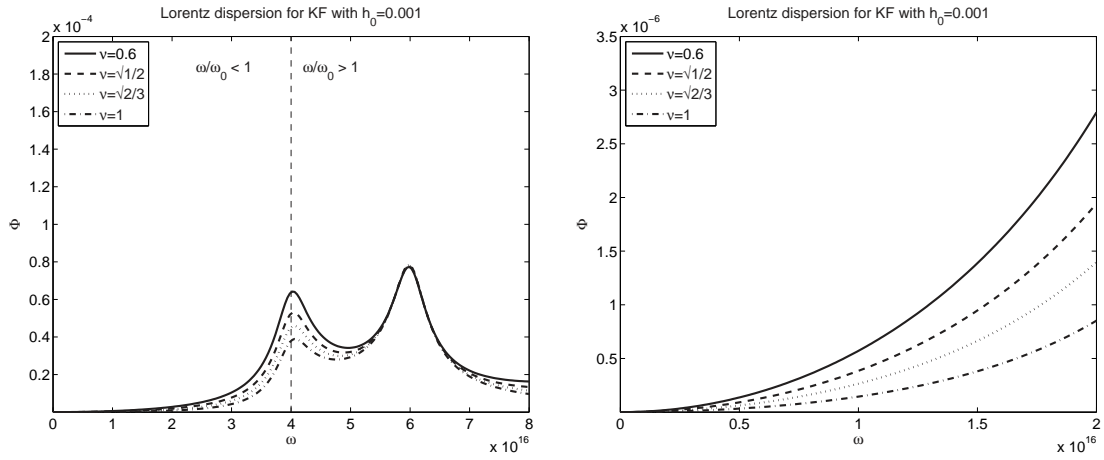 Lorentz dispersion for KF with h₀=0.001
x 10⁻⁴
2
1.8
1.6
1.4
1.2
1
0.8
0.6
0.4
0.2
Φ
ν=0.6
ν=√1/2
ν=√2/3
ν=1
ω/ω₀ < 1
ω/ω₀ > 1
0 1 2 3 4 5 6 7 8
ω
x 10¹⁶
Lorentz dispersion for KF with h₀=0.001
x 10⁻⁶
3.5
3
2.5
2
1.5
1
0.5
Φ
ν=0.6
ν=√1/2
ν=√2/3
ν=1
0 0.5 1 1.5 2
ω
x 10¹⁶